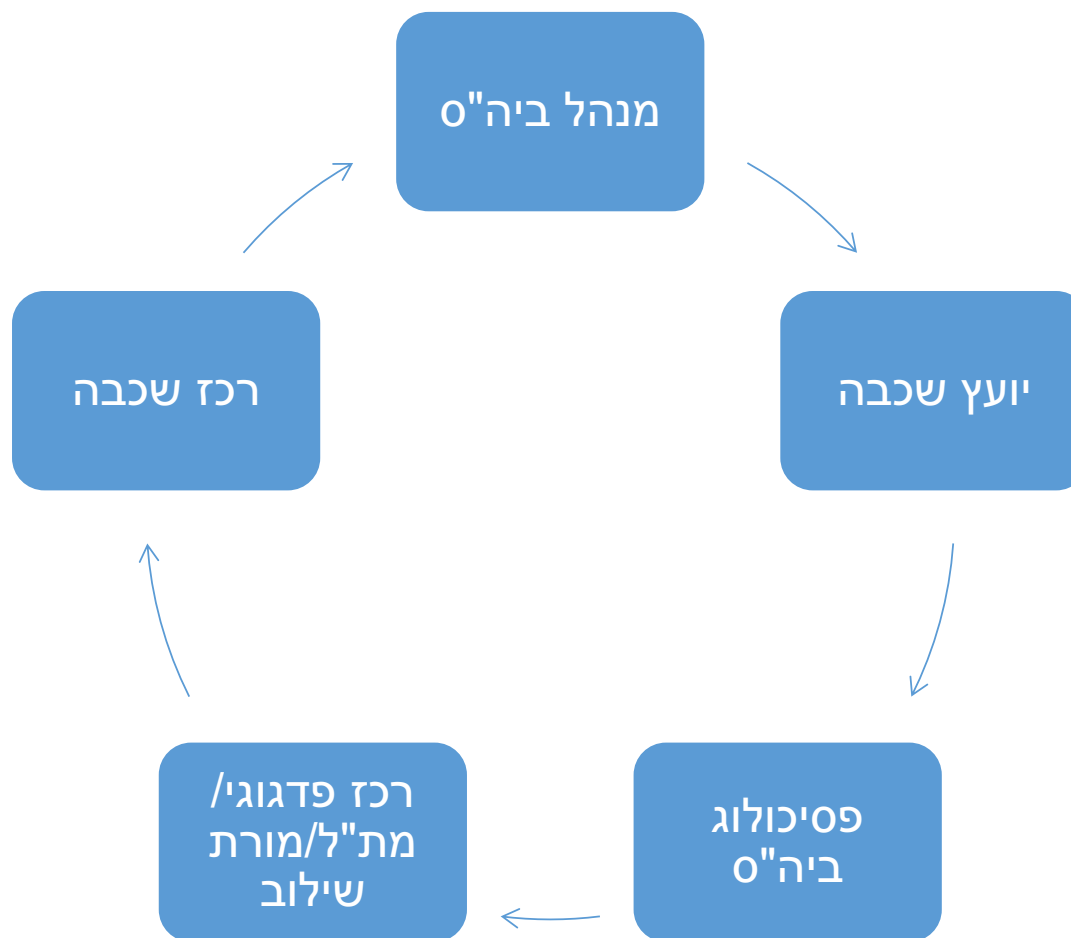 מנהל ביה"ס
יועץ שכבה
פסיכולוג
ביה"ס
רכז פדגוגי/
מת"ל/מורת
שילוב
רכז שכבה